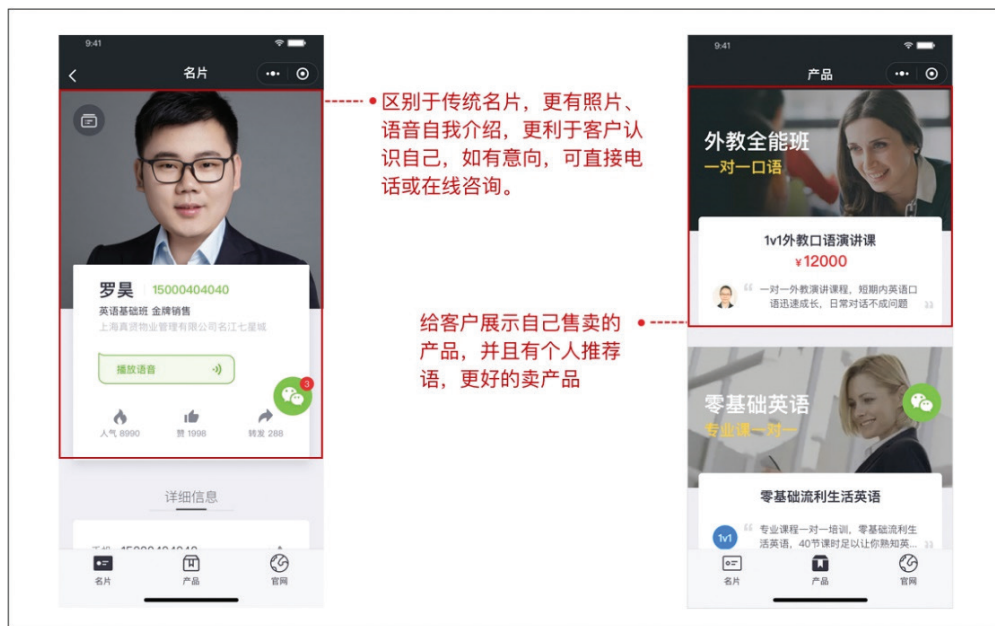 9:41
名片
区别于传统名片，更有照片、
语音自我介绍，更利于客户认
识自己，如有意向，可直接电
话或在线咨询。
罗昊 15000404040
英语基础班 金牌销售
上海真贤物业管理有限公司名江七星城
播放语音
3
人气 8990
赞 1998
转发 288
详细信息
手机 15000404040
名片
产品
官网
给客户展示自己售卖的
产品，并且有个人推荐
语，更好的卖产品
9:41
产品
外教全能班
一对一口语
1v1外教口语演讲课
¥12000
“ 一对一外教演讲课程，短期内英语口
语迅速成长，日常对话不成问题 ”
零基础英语
专业课一对一
零基础流利生活英语
1v1
“ 专业课程一对一培训，零基础流利生
活英语，40节课时足以让你熟知英... ”
名片
产品
官网